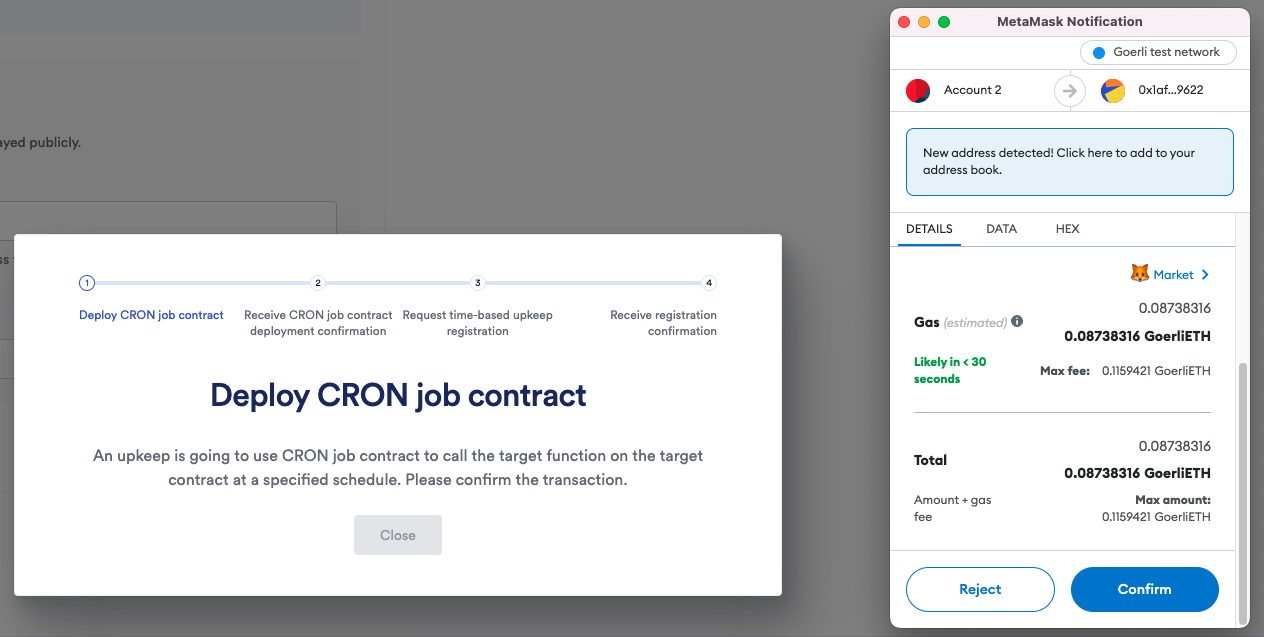 ayed publicly.
ss
1
2
3
4
Deploy CRON job contract
Receive CRON job contract
deployment confirmation
Request time-based upkeep
registration
Receive registration
confirmation
Deploy CRON job contract
An upkeep is going to use CRON job contract to call the target function on the target
contract at a specified schedule. Please confirm the transaction.
Close
MetaMask Notification
Goerli test network
Account 2
0x1af...9622
New address detected! Click here to add to your
address book.
DETAILS
DATA
HEX
Market
0.08738316
Gas (estimated)
0.08738316 GoerliETH
Likely in < 30
seconds
Max fee: 0.1159421 GoerliETH
0.08738316
Total
0.08738316 GoerliETH
Amount + gas
fee
Max amount:
0.1159421 GoerliETH
Reject
Confirm